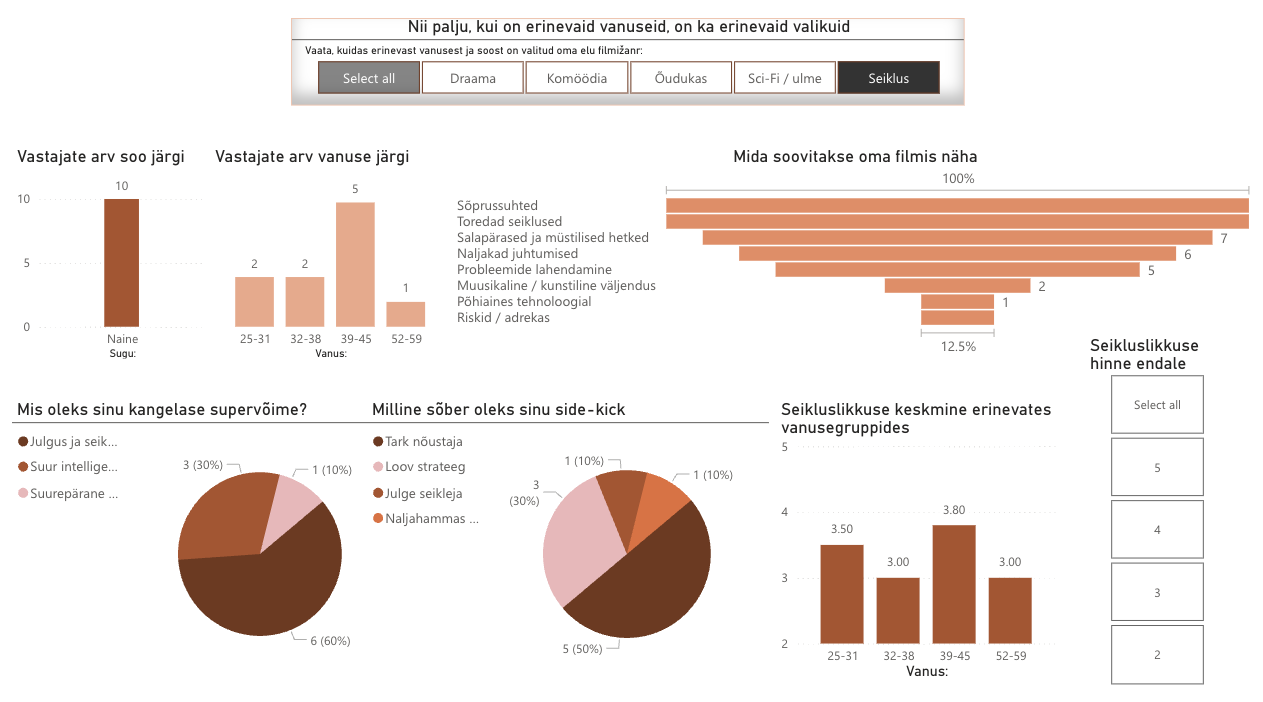 Nii palju, kui on erinevaid vanuseid, on ka erinevaid valikuid
Vaata, kuidas erinevast vanusest ja soost on valitud oma elu filmižanr:
Select all
Draama
Komöödia
Õudukas
Sci-Fi / ulme
Seiklus
Vastajate arv soo järgi
10
10
5
0
Naine
Sugu:
Vastajate arv vanuse järgi
2
2
5
1
25-31
32-38
39-45
52-59
Vanus:
Mida soovitakse oma filmis näha
100%
Sõprussuhted
Toredad seiklused
Salapärased ja müstilised hetked
7
Naljakad juhtumised
6
Probleemide lahendamine
5
Muusikaline / kunstiline väljendus
2
Põhiaines tehnoloogial
1
Riskid / adrekas
12.5%
Mis oleks sinu kangelase supervõime?
Julgus ja seik...
Suur intellige...
Suurepärane ...
3 (30%)
1 (10%)
6 (60%)
Milline sõber oleks sinu side-kick
Tark nõustaja
Loov strateeg
Julge seikleja
Naljahammas ...
1 (10%)
1 (10%)
3
(30%)
5 (50%)
Seikluslikkuse keskmine erinevates
vanusegruppides
5
4
3
2
3.50
3.00
3.80
3.00
25-31
32-38
39-45
52-59
Vanus:
Seikluslikkuse
hinne endale
Select all
5
4
3
2